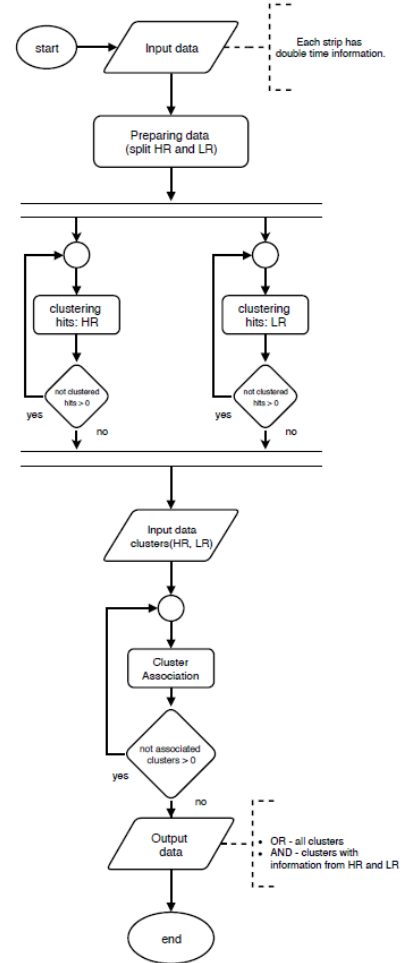 start
Input data
Each strip has
double time information.
Preparing data
(split HR and LR)
clustering
hits: HR
clustering
hits: LR
not clustered
hits > 0
not clustered
hits > 0
yes
no
yes
no
Input data
clusters(HR, LR)
Cluster
Association
not associated
clusters > 0
yes
no
Output
data
• OR - all clusters
• AND - clusters with
information from HR and LR
end